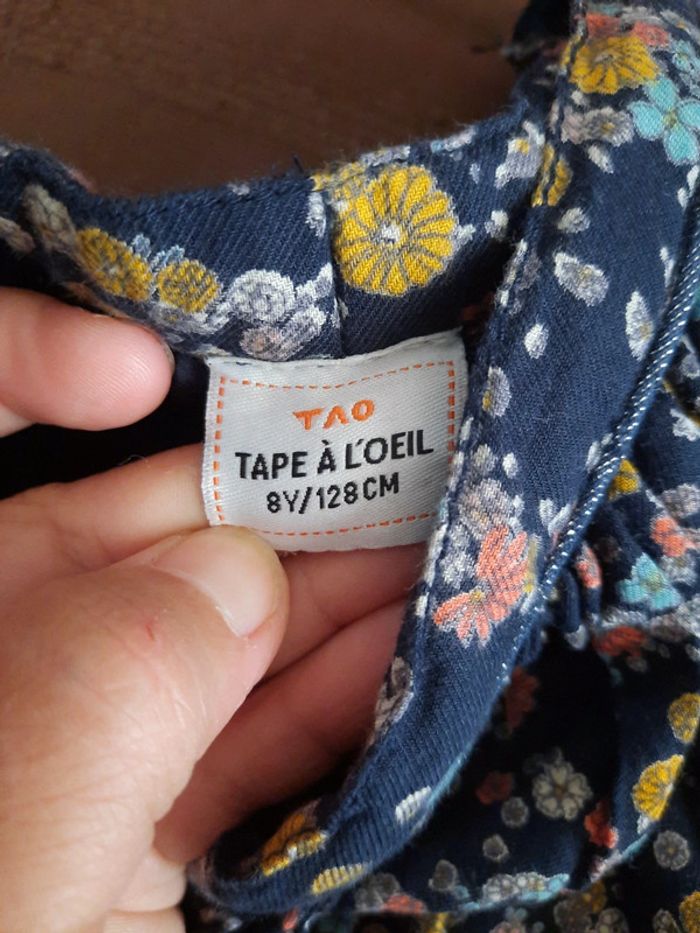 TAO
TAPE À L'OEIL
8Y/128CM